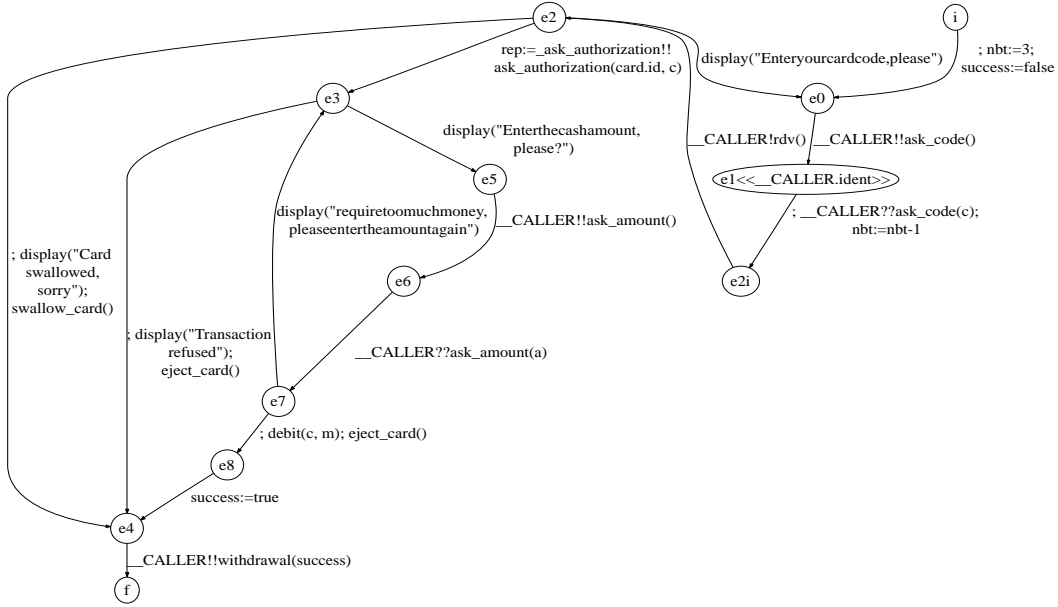 e2
i
rep:=_ask_authorization!!
ask_authorization(card.id, c)
display("Enteryourcardcode,please")
; nbt:=3;
success:=false
e3
e0
display("Enterthecashamount,
please?")
__CALLER!rdv()
__CALLER!!ask_code()
e5
e1<<__CALLER.ident>>
display("requiretoomuchmoney,
pleaseentertheamountagain")
__CALLER!!ask_amount()
; __CALLER??ask_code(c);
nbt:=nbt-1
; display("Card
swallowed,
sorry");
swallow_card()
e6
e2i
; display("Transaction
refused");
eject_card()
__CALLER??ask_amount(a)
e7
; debit(c, m); eject_card()
e8
success:=true
e4
__CALLER!!withdrawal(success)
f